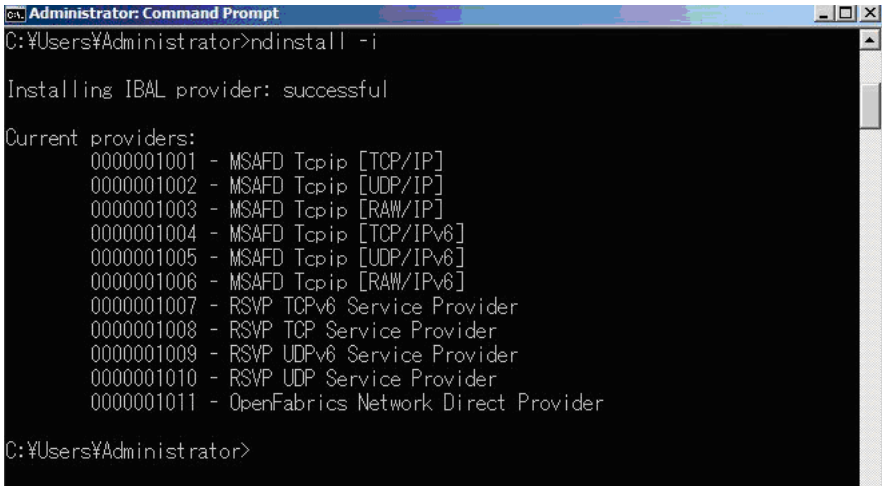 Administrator: Command Prompt
C:¥Users¥Administrator>ndinstall -i
Installing IBAL provider: successful
Current providers:
0000001001 - MSAFD Tcpip [TCP/IP]
0000001002 - MSAFD Tcpip [UDP/IP]
0000001003 - MSAFD Tcpip [RAW/IP]
0000001004 - MSAFD Tcpip [TCP/IPv6]
0000001005 - MSAFD Tcpip [UDP/IPv6]
0000001006 - MSAFD Tcpip [RAW/IPv6]
0000001007 - RSVP TCPv6 Service Provider
0000001008 - RSVP TCP Service Provider
0000001009 - RSVP UDPv6 Service Provider
0000001010 - RSVP UDP Service Provider
0000001011 - OpenFabrics Network Direct Provider
C:¥Users¥Administrator>